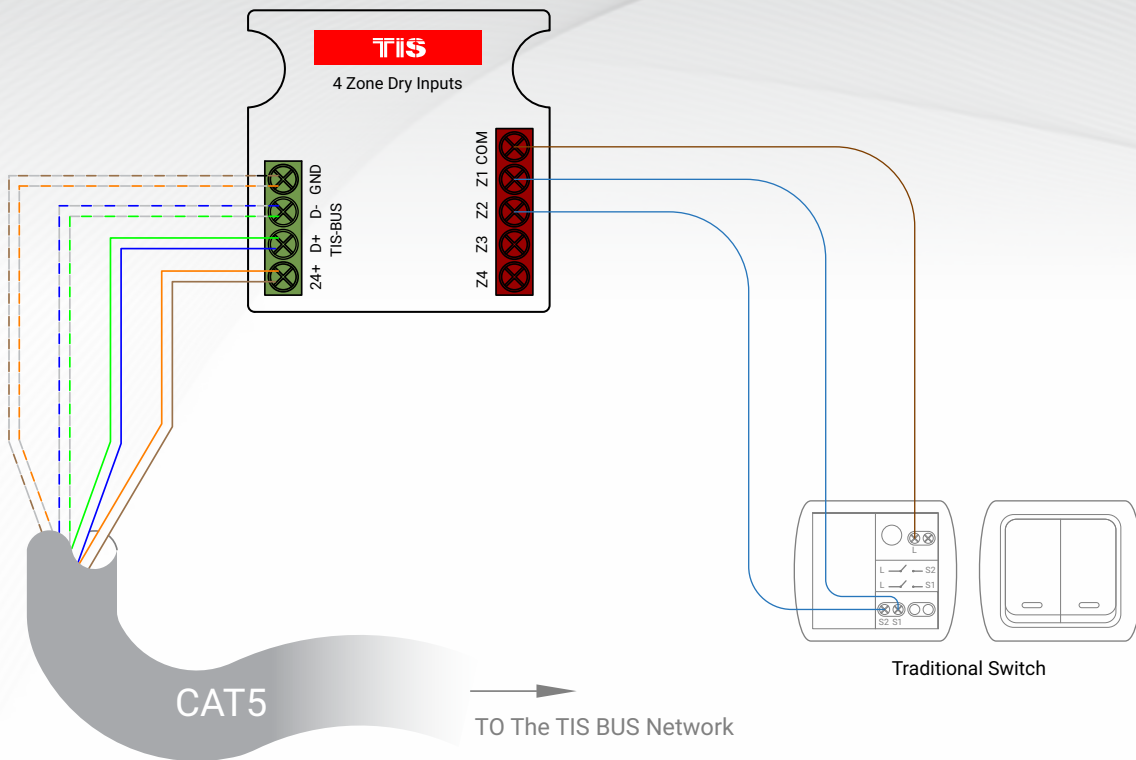 TIS
4 Zone Dry Inputs
GND
D-
D+
24+
TIS-BUS
COM
Z1
Z2
Z3
Z4
L
L S2
L S1
S2 S1
Traditional Switch
CAT5
TO The TIS BUS Network